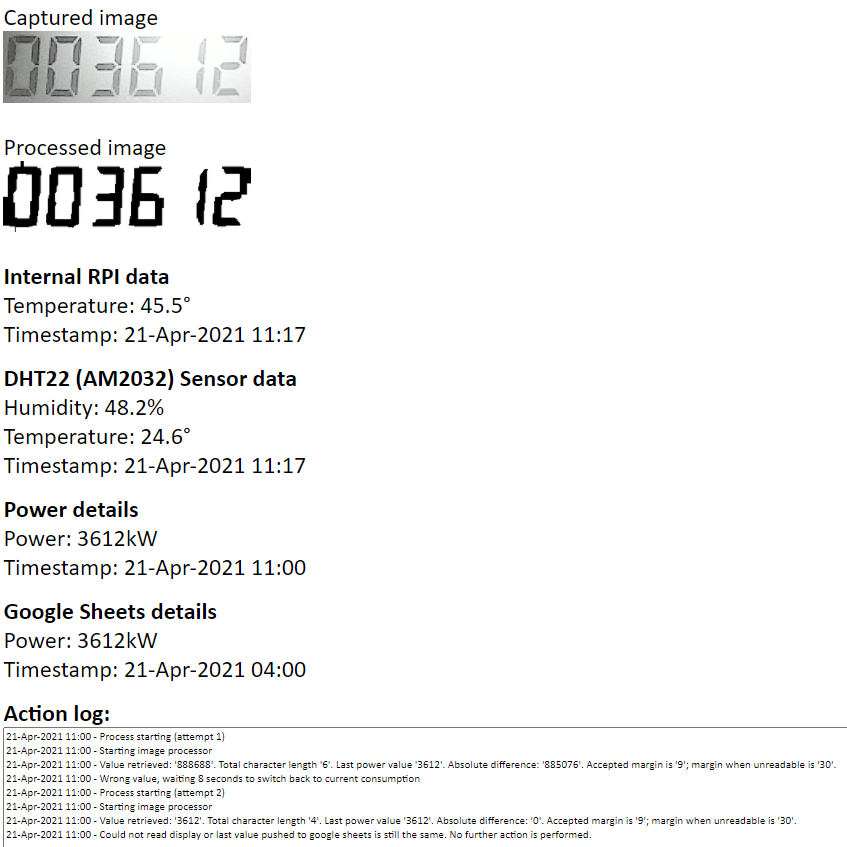 Captured image
003612
Processed image
003612
Internal RPI data
Temperature: 45.5°
Timestamp: 21-Apr-2021 11:17
DHT22 (AM2032) Sensor data
Humidity: 48.2%
Temperature: 24.6°
Timestamp: 21-Apr-2021 11:17
Power details
Power: 3612kW
Timestamp: 21-Apr-2021 11:00
Google Sheets details
Power: 3612kW
Timestamp: 21-Apr-2021 04:00
Action log:
21-Apr-2021 11:00 - Process starting (attempt 1)
21-Apr-2021 11:00 - Starting image processor
21-Apr-2021 11:00 - Value retrieved: '888688'. Total character length '6'. Last power value '3612'. Absolute difference: '885076'. Accepted margin is '9'; margin when unreadable is '30'.
21-Apr-2021 11:00 - Wrong value, waiting 8 seconds to switch back to current consumption
21-Apr-2021 11:00 - Process starting (attempt 2)
21-Apr-2021 11:00 - Starting image processor
21-Apr-2021 11:00 - Value retrieved: '3612'. Total character length '4'. Last power value '3612'. Absolute difference: '0'. Accepted margin is '9'; margin when unreadable is '30'.
21-Apr-2021 11:00 - Could not read display or last value pushed to google sheets is still the same. No further action is performed.